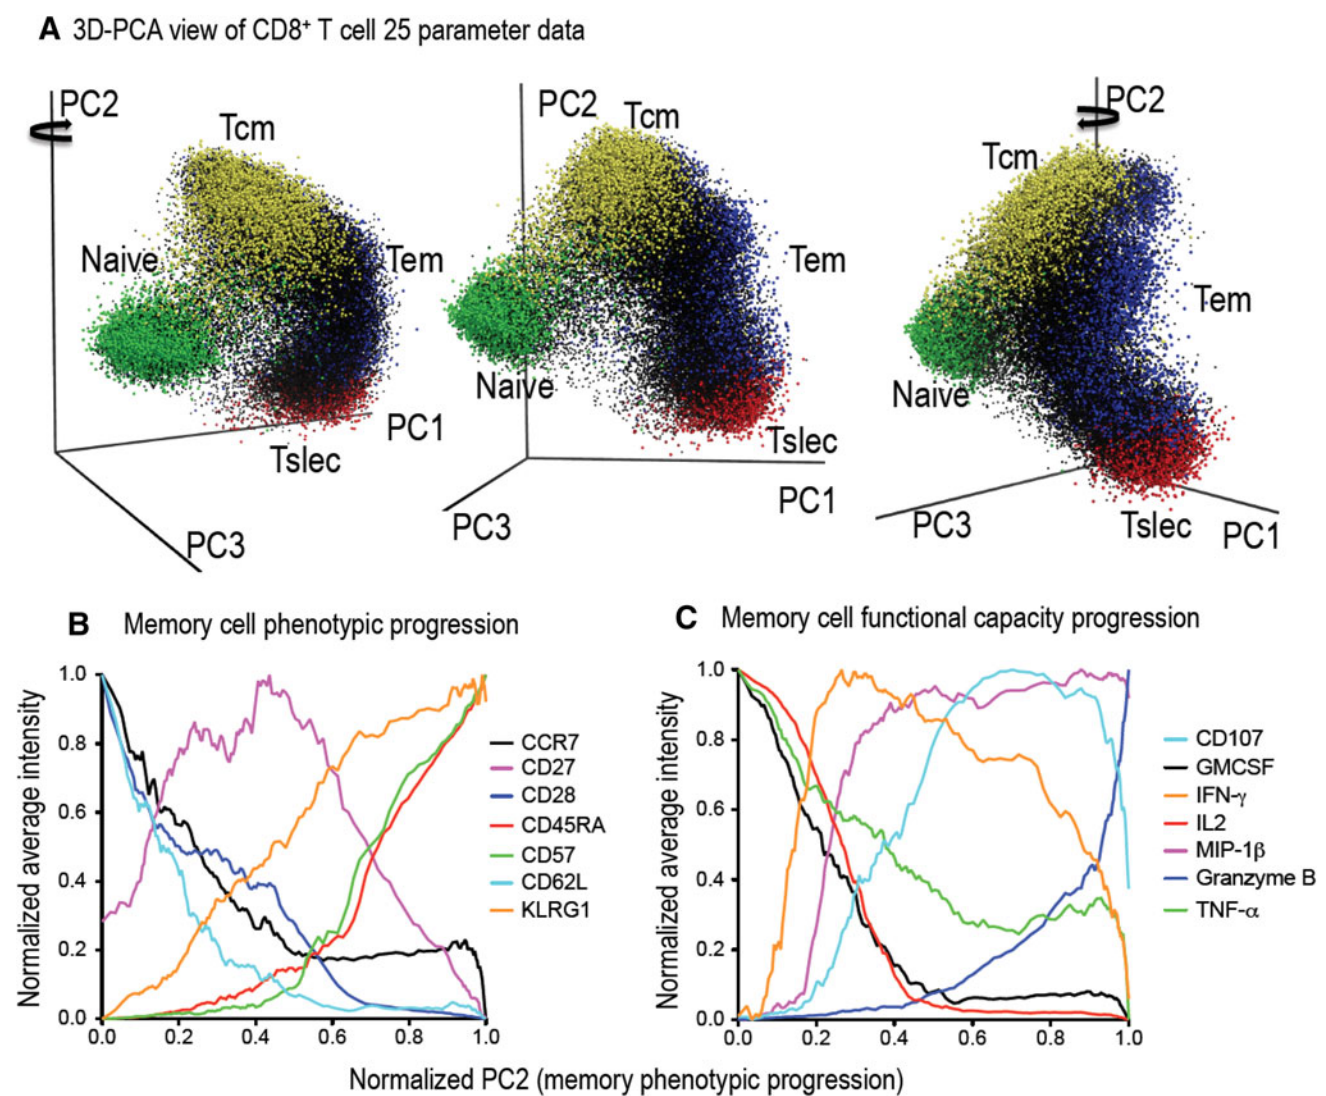 A 3D-PCA view of CD8+ T cell 25 parameter data
PC2
Tcm
Naive
Tem
PC1
Tslec
PC3
PC2
Tcm
Tem
Naive
Tslec
PC1
PC3
PC2
Tcm
Tem
Naive
PC3
Tslec
PC1
B Memory cell phenotypic progression
Normalized average intensity
1.0
0.8
0.6
0.4
0.2
0.0
0.0 0.2 0.4 0.6 0.8 1.0
CCR7
CD27
CD28
CD45RA
CD57
CD62L
KLRG1
C Memory cell functional capacity progression
Normalized average intensity
1.0
0.8
0.6
0.4
0.2
0.0
0.0 0.2 0.4 0.6 0.8 1.0
CD107
GMCSF
IFN-γ
IL2
MIP-1β
Granzyme B
TNF-α
Normalized PC2 (memory phenotypic progression)